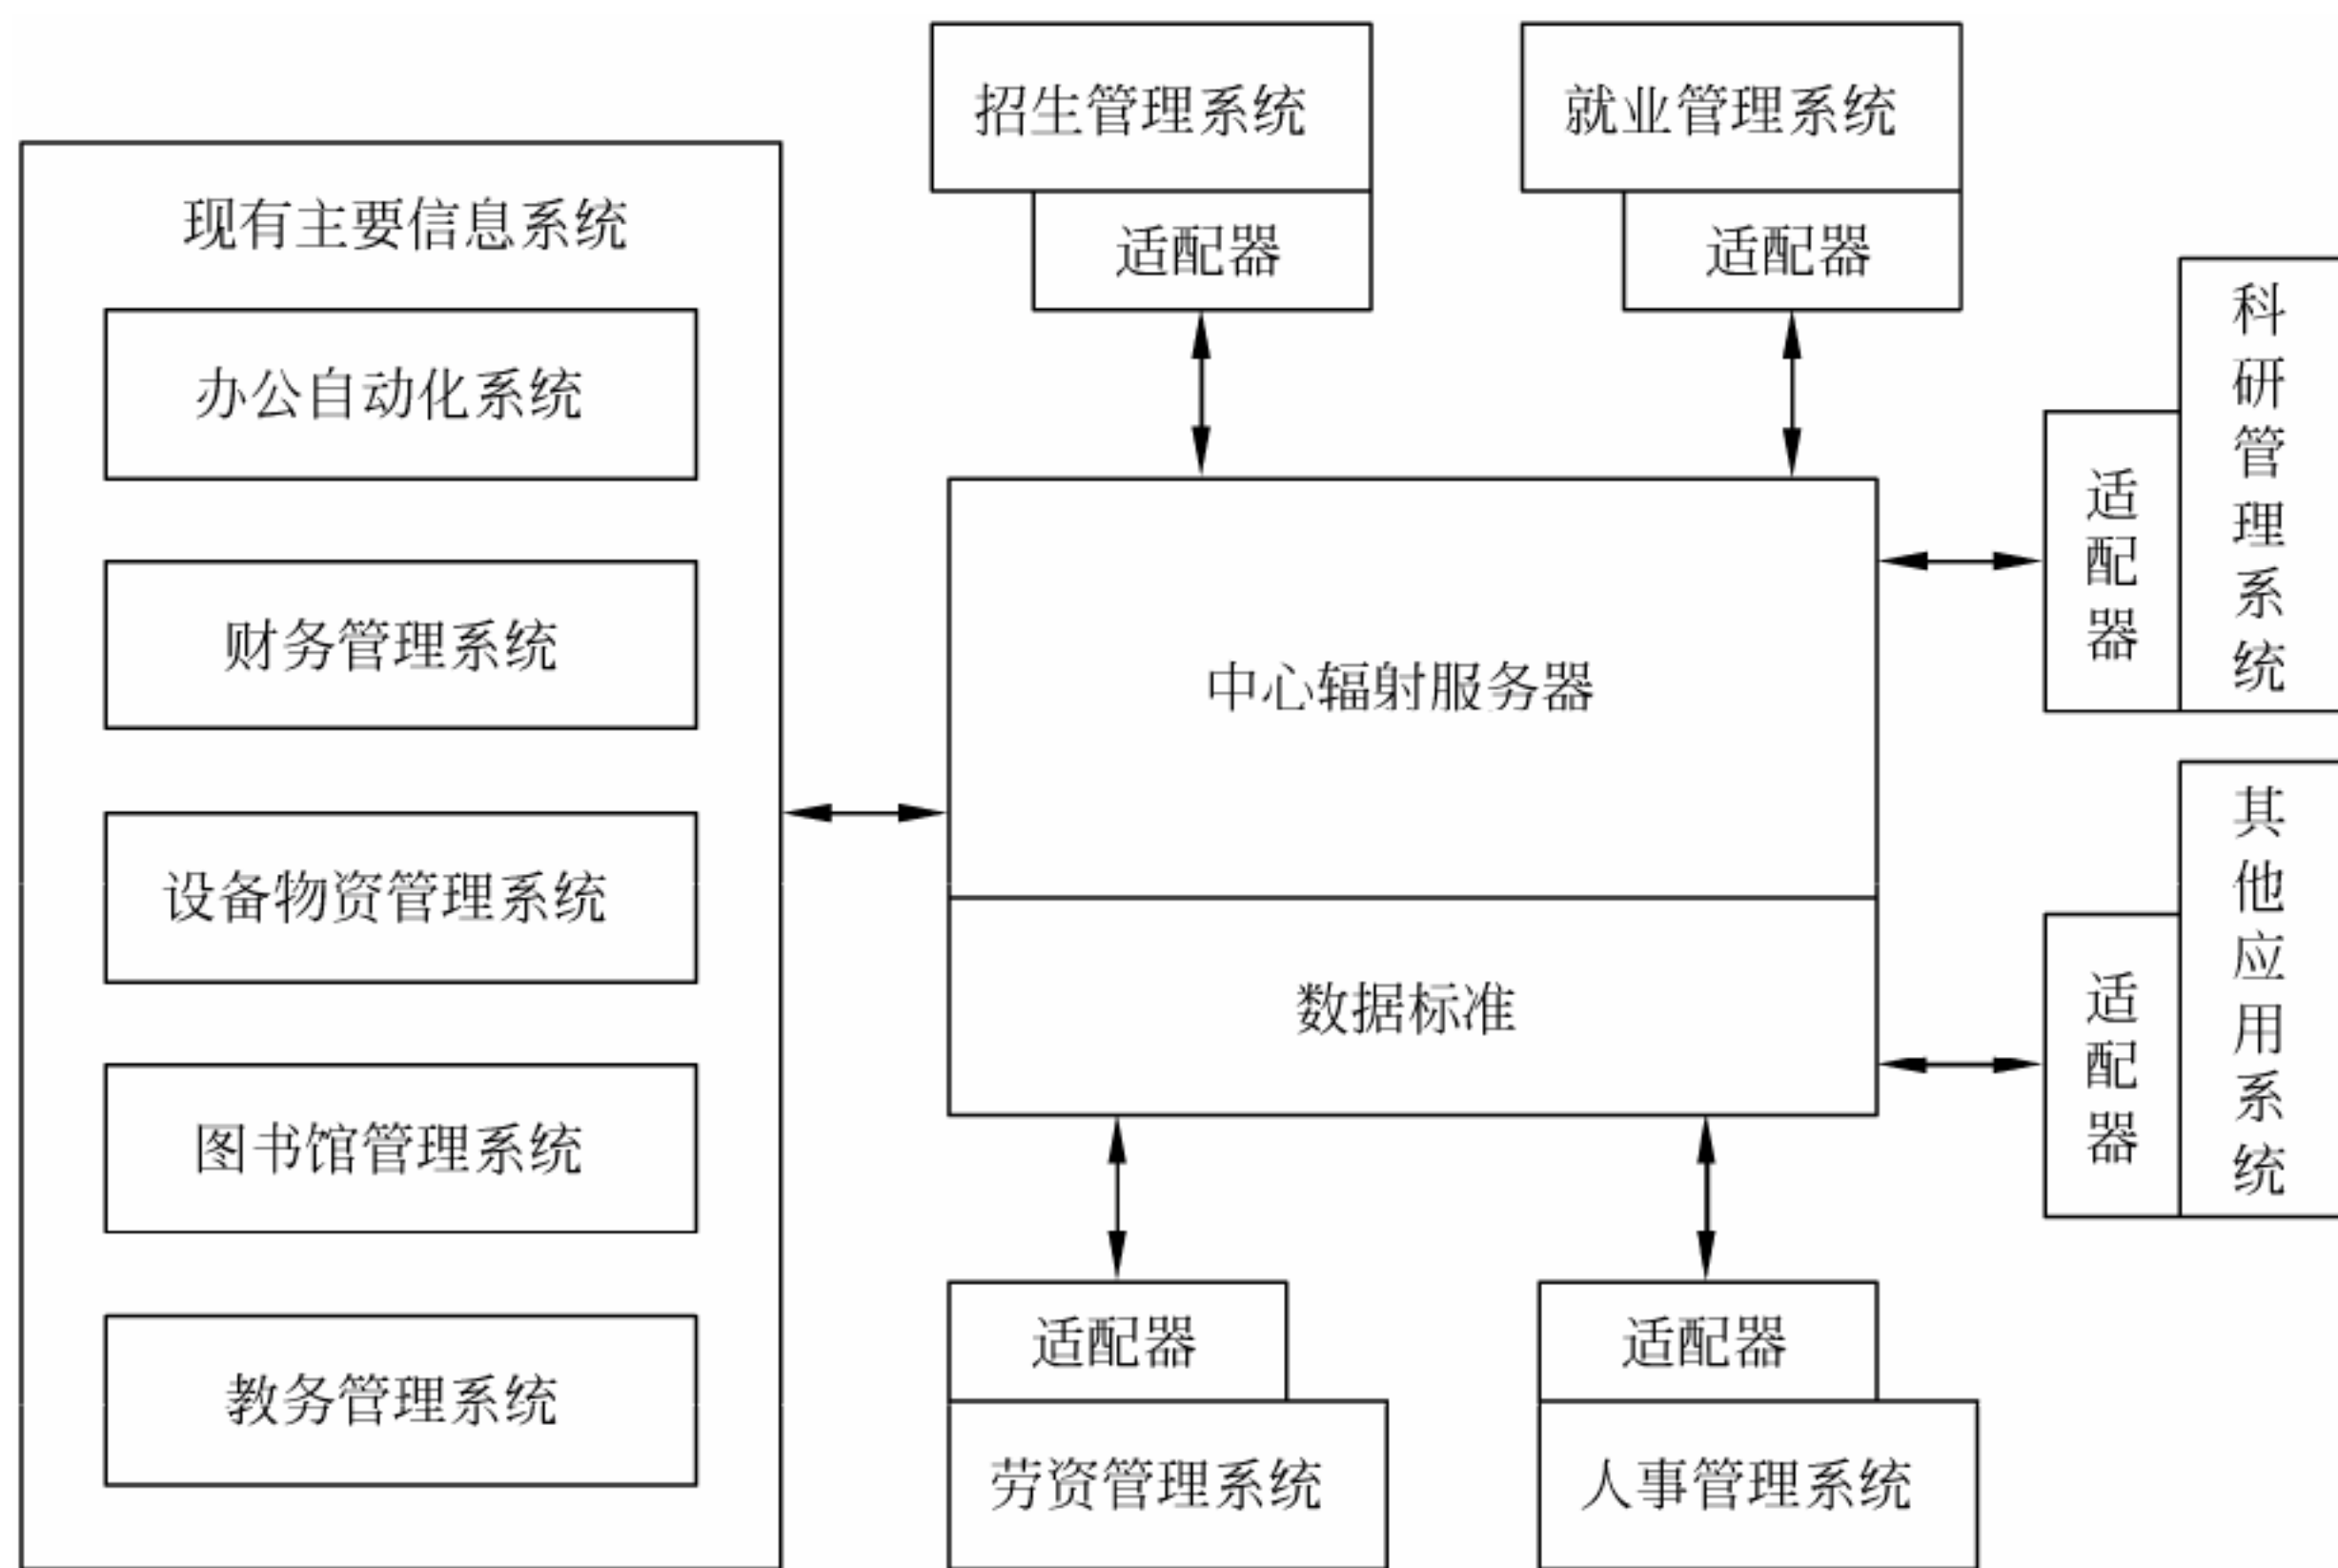 招生管理系统
适配器
就业管理系统
适配器
现有主要信息系统
办公自动化系统
财务管理系统
设备物资管理系统
图书馆管理系统
教务管理系统
中心辐射服务器
数据标准
适配器
科研管理系统
适配器
其他应用系统
适配器
劳资管理系统
适配器
人事管理系统